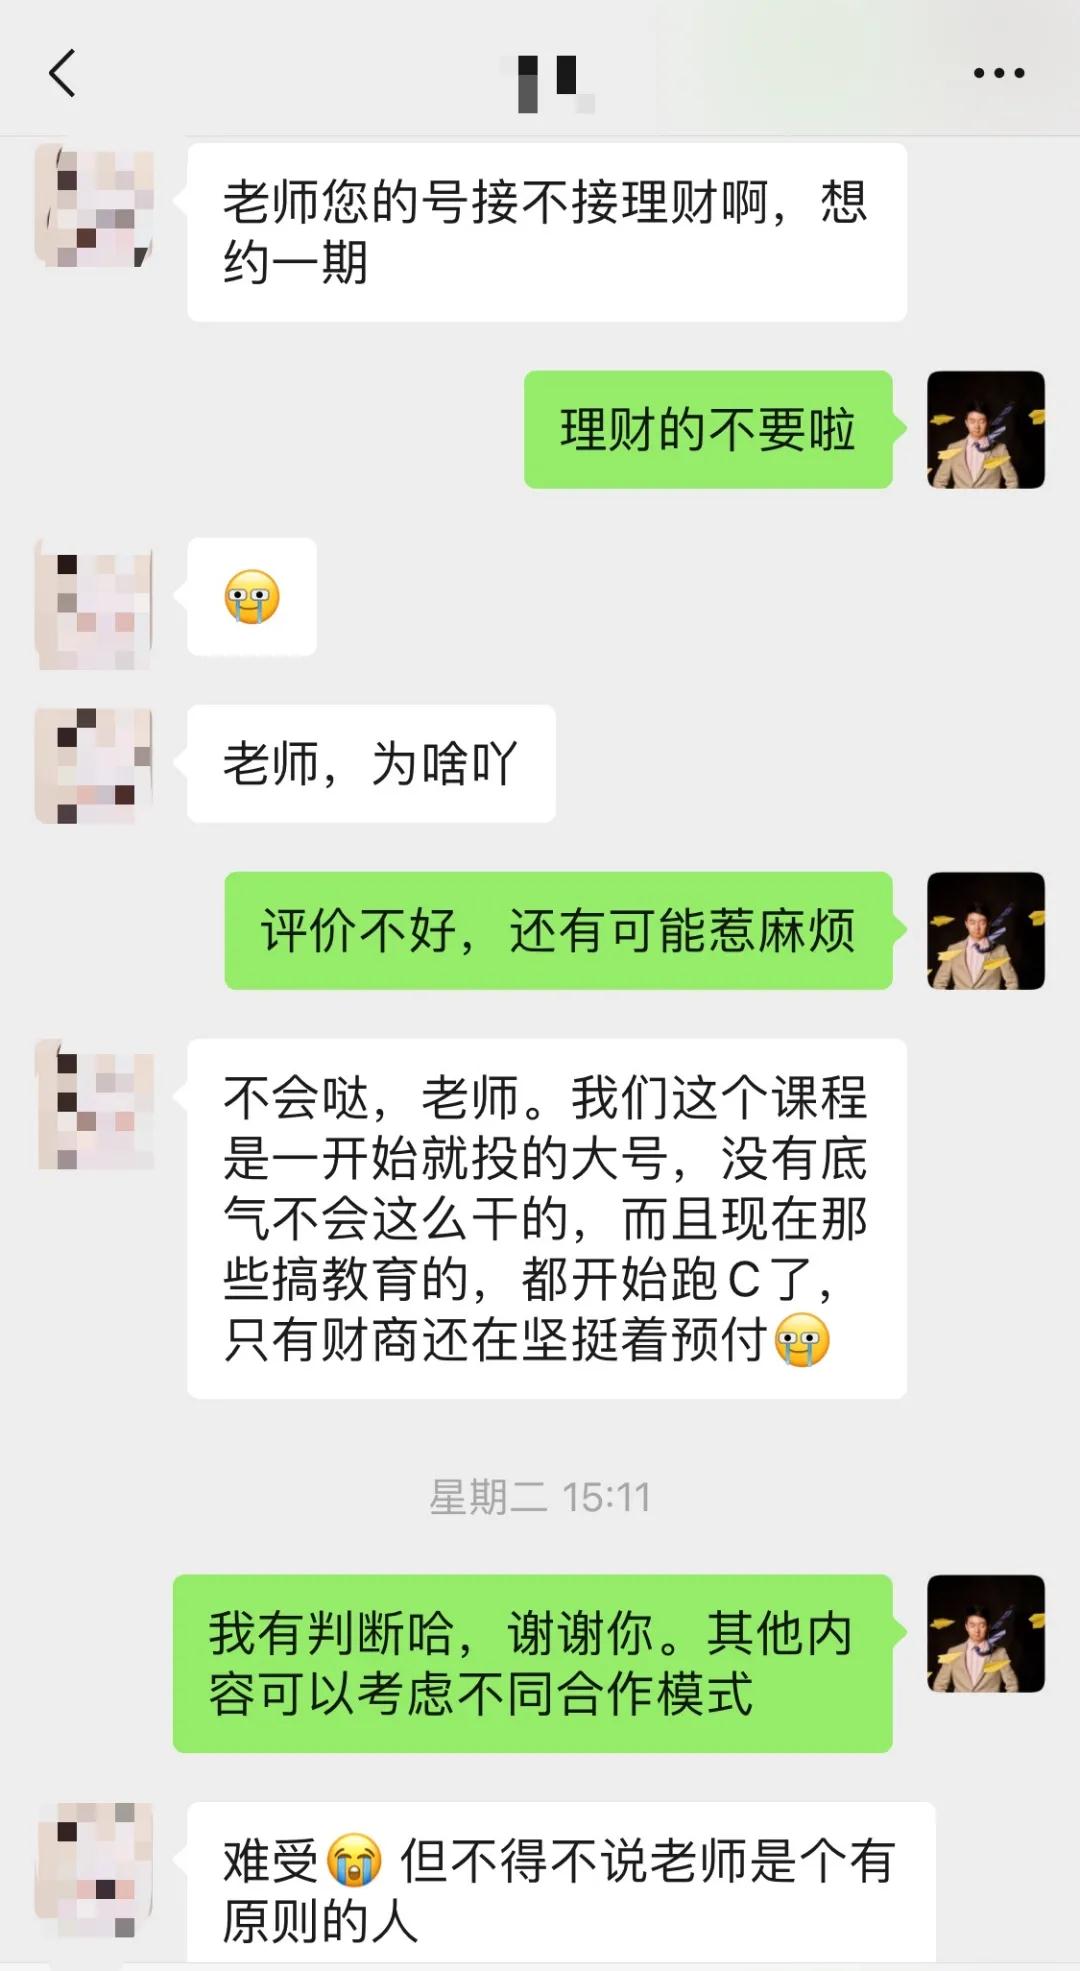 老师您的号接不接理财啊，想
约一期
理财的不要啦
老师，为啥吖
评价不好，还有可能惹麻烦
不会哒，老师。我们这个课程
是一开始就投的大号，没有底
气不会这么干的，而且现在那
些搞教育的，都开始跑C了，
只有财商还在坚挺着预付🥹
星期二 15:11
我有判断哈，谢谢你。其他内
容可以考虑不同合作模式
难受😭 但不得不说老师是个有
原则的人